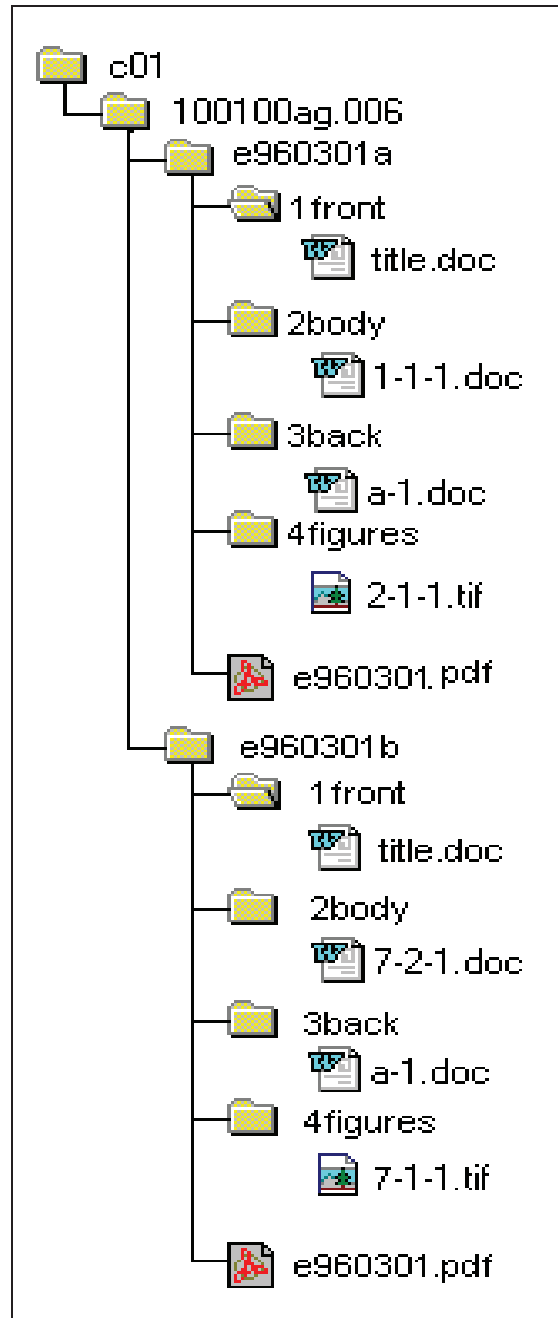 c01
100100ag.006
e960301a
1front
title.doc
2body
1-1-1.doc
3back
a-1.doc
4figures
2-1-1.tif
e960301.pdf
e960301b
1front
title.doc
2body
7-2-1.doc
3back
a-1.doc
4figures
7-1-1.tif
e960301.pdf